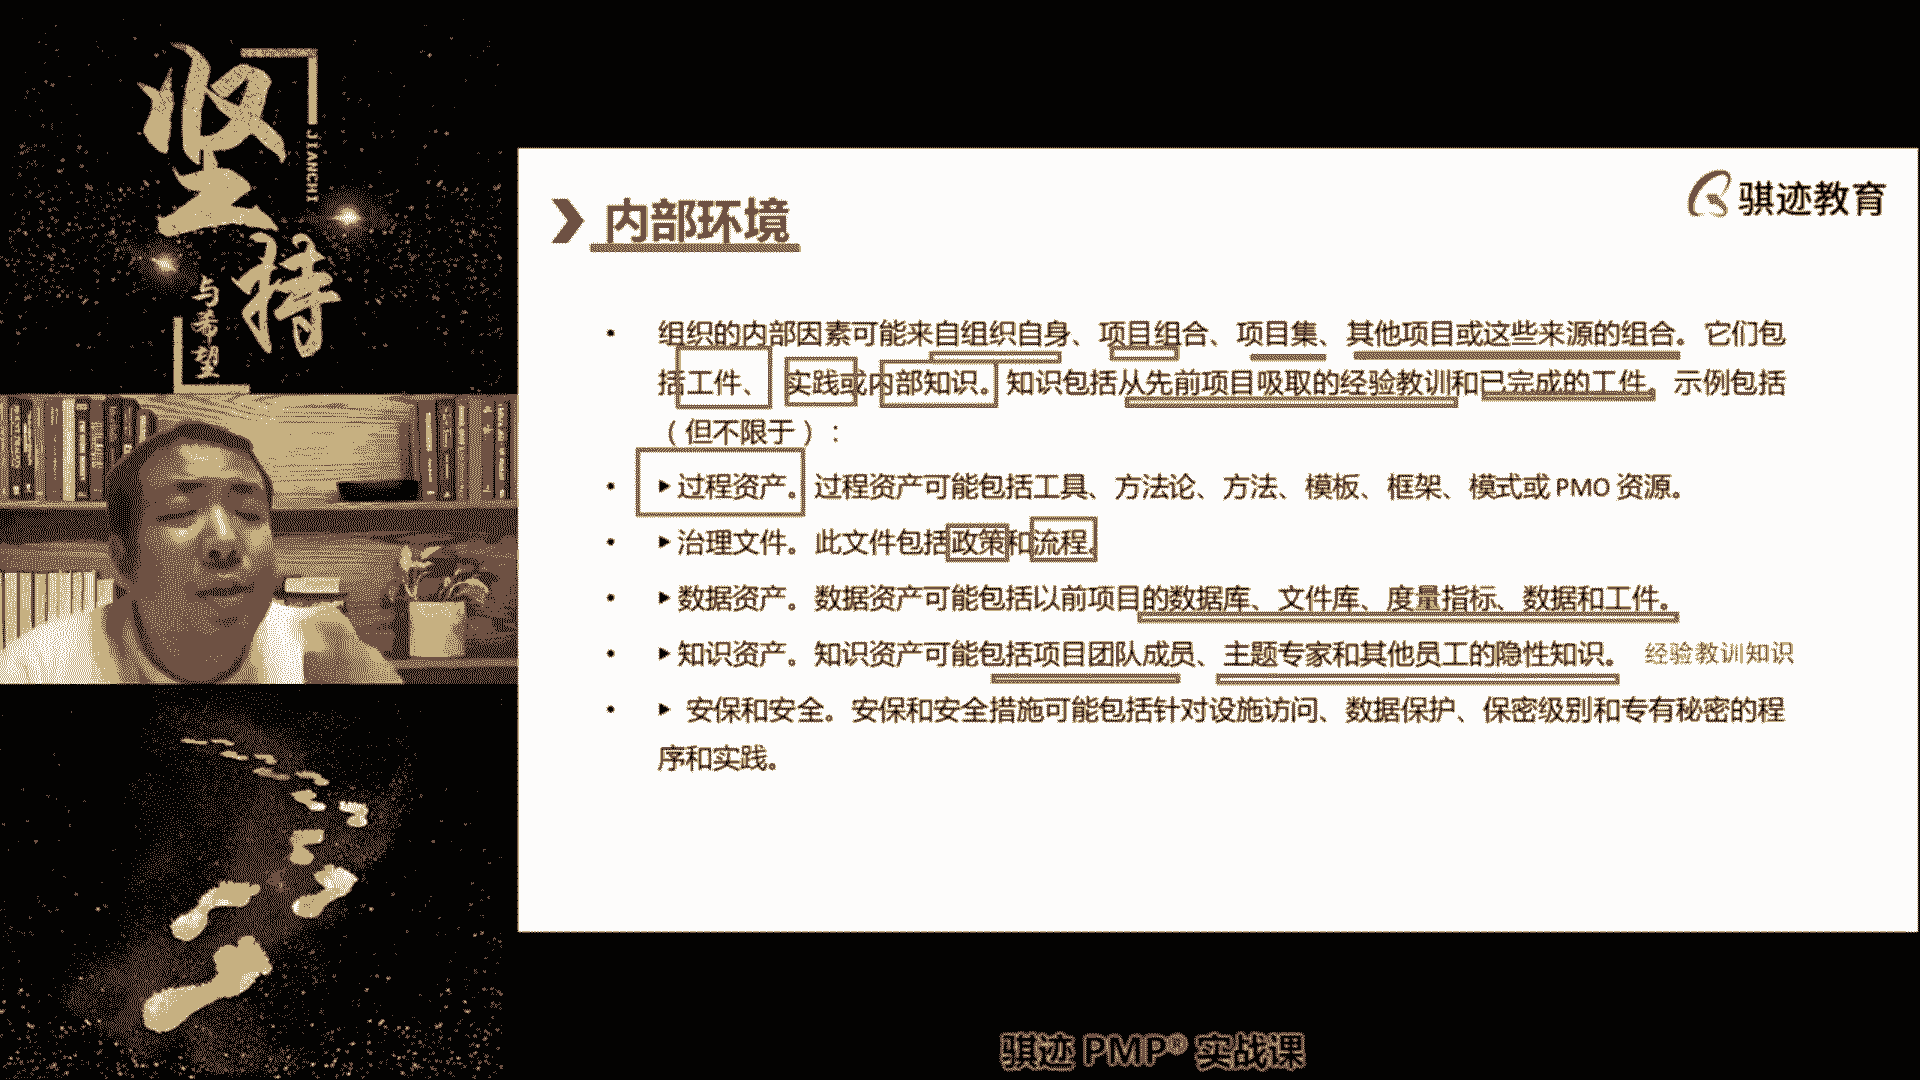 坚持
JIANCHI
与希望
骐迹教育
内部环境
• 组织的内部因素可能来自组织自身、项目组合、项目集、其他项目或这些来源的组合。它们包
括工件、 实践或内部知识。知识包括从先前项目吸取的经验教训和已完成的工件。示例包括
（但不限于）：
• ▶过程资产。过程资产可能包括工具、方法论、方法、模板、框架、模式或 PMO 资源。
• ▶治理文件。此文件包括政策和流程。
• ▶数据资产。数据资产可能包括以前项目的数据库、文件库、度量指标、数据和工件。
• ▶知识资产。知识资产可能包括项目团队成员、主题专家和其他员工的隐性知识。 经验教训知识
• ▶ 安保和安全。安保和安全措施可能包括针对设施访问、数据保护、保密级别和专有秘密的程
序和实践。
骐迹 PMP® 实战课